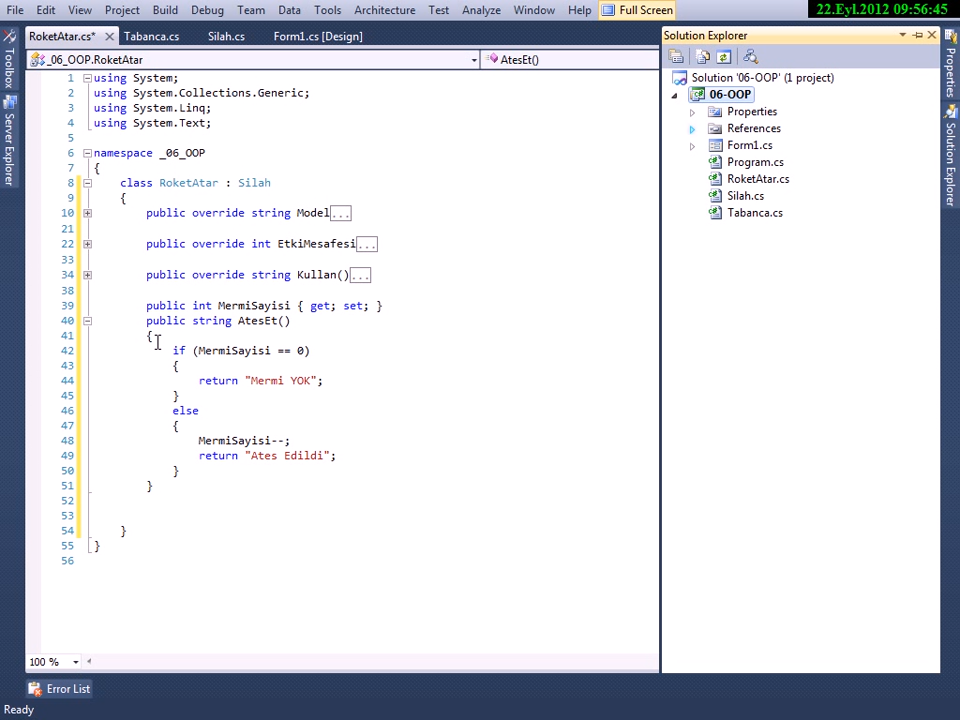 File Edit View Project Build Debug Team Data Tools Architecture Test Analyze Window Help Full Screen
22.Eyl.2012 09:56:45
RoketAtar.cs* Tabanca.cs Silah.cs Form1.cs [Design]
_06_OOP.RoketAtar AtesEt()
1 using System;
2 using System.Collections.Generic;
3 using System.Linq;
4 using System.Text;
5
6 namespace _06_OOP
7 {
8 class RoketAtar : Silah
9 {
10 public override string Model...
21
22 public override int EtkiMesafesi...
33
34 public override string Kullan()...
38
39 public int MermiSayisi { get; set; }
40 public string AtesEt()
41 {
42 if (MermiSayisi == 0)
43 {
44 return "Mermi YOK";
45 }
46 else
47 {
48 MermiSayisi--;
49 return "Ates Edildi";
50 }
51 }
52
53
54 }
55 }
56
100 %
Error List
Ready
Toolbox
Server Explorer
Solution Explorer
Solution '06-OOP' (1 project)
06-OOP
Properties
References
Form1.cs
Program.cs
RoketAtar.cs
Silah.cs
Tabanca.cs
Properties
Solution Explorer